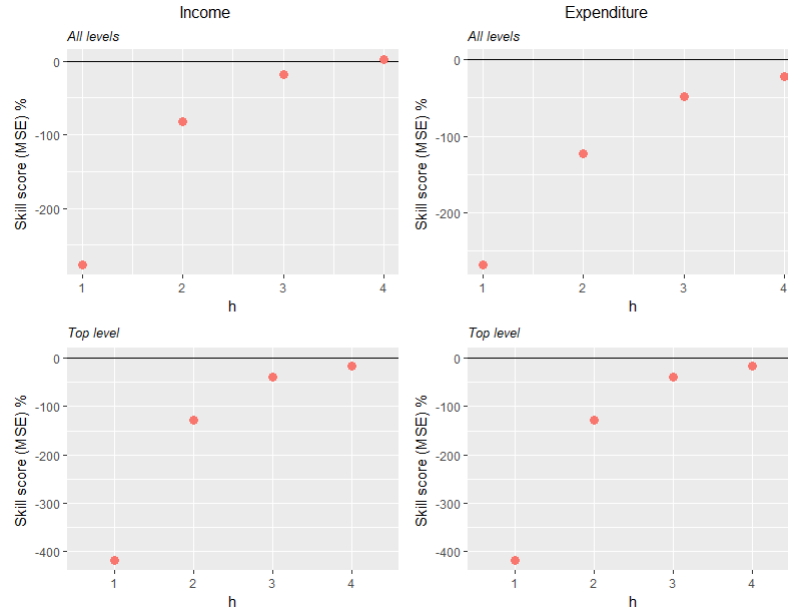 Income
Expenditure
All levels
All levels
0
-100
-200
Skill score (MSE) %
1 2 3 4
h
0
-100
-200
Skill score (MSE) %
1 2 3 4
h
Top level
Top level
0
-100
-200
-300
-400
Skill score (MSE) %
1 2 3 4
h
0
-100
-200
-300
-400
Skill score (MSE) %
1 2 3 4
h